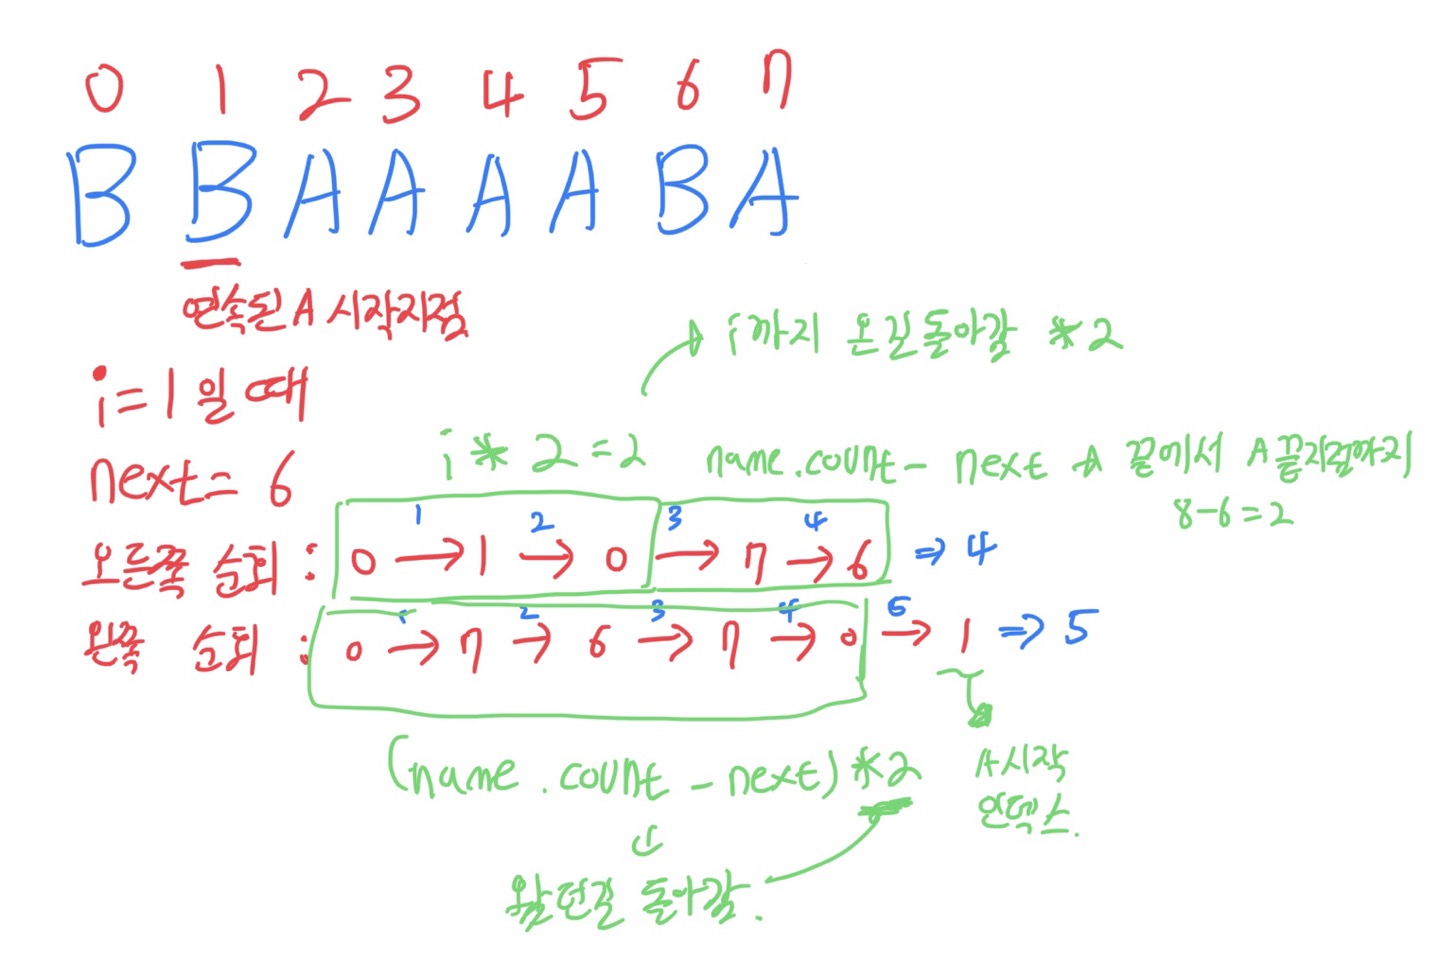 0 1 2 3 4 5 6 7
B B A A A A B A
연속된 A 시작지점
i까지 온길돌아감 *2
i=1일때
i * 2 = 2
name.count - next → 끝에서 A끝지점까지
8-6=2
next = 6
1 2 3 4
오른쪽 순회 : 0 → 1 → 0 → 7 → 6 ⇒ 4
1 2 3 4 5
왼쪽 순회 : 0 → 7 → 6 → 7 → 0 → 1 ⇒ 5
(name.count - next) *2
A시작
인덱스.
왔던길 돌아감.